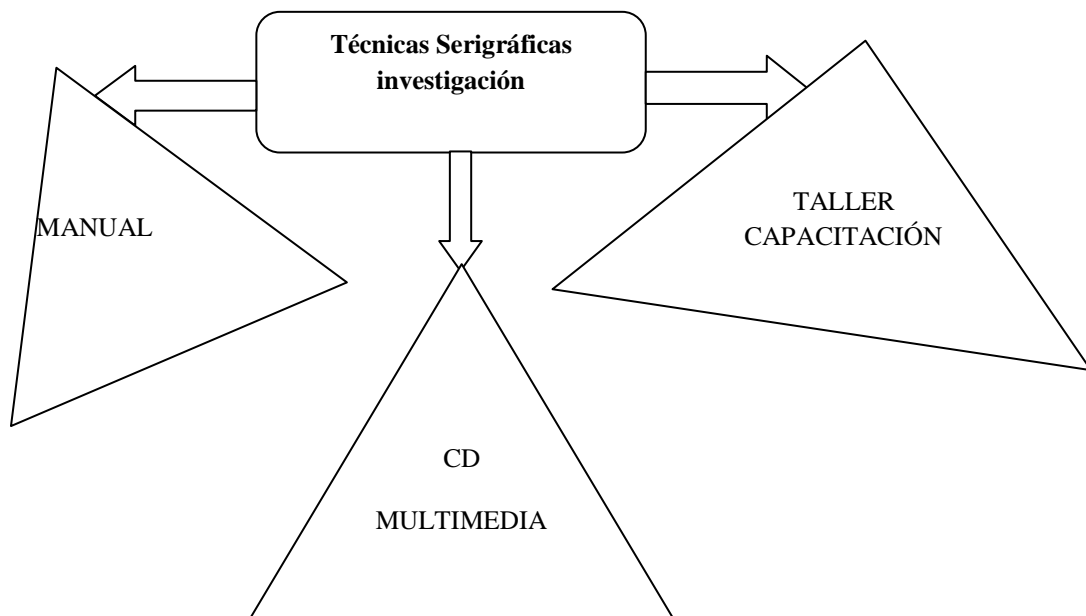 Técnicas Serigráficas
investigación
MANUAL
TALLER
CAPACITACIÓN
CD
MULTIMEDIA